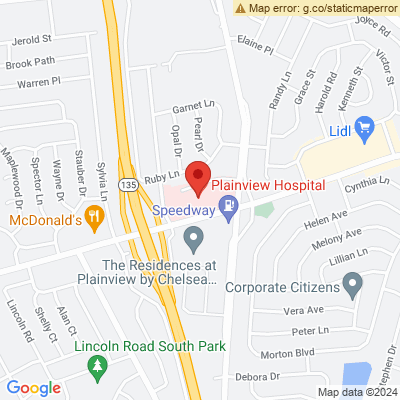 Map error: g.co/staticmaperror
Jerold St
Brook Path
Warren Pl
Elaine Pl
Joyce Rd
Victor St
Randy Ln
Grace St
Harold Rd
Kenneth St
Garnet Ln
Opal Dr
Pearl Dr
Lidl
Maplewood Dr
Spector Ln
Wayne Dr
Stauber Dr
Sylvia Ln
135
Ruby Ln
Plainview Hospital
Cynthia Ln
Speedway
McDonald's
Helen Ave
Melony Ave
Lillian Ln
The Residences at
Plainview by Chelsea...
Corporate Citizens
Lincoln Rd
Shelly Ct
Alan Ct
Vera Ave
Peter Ln
Lincoln Road South Park
Morton Blvd
Stephen Dr
Debora Dr
Google
Map data ©2024